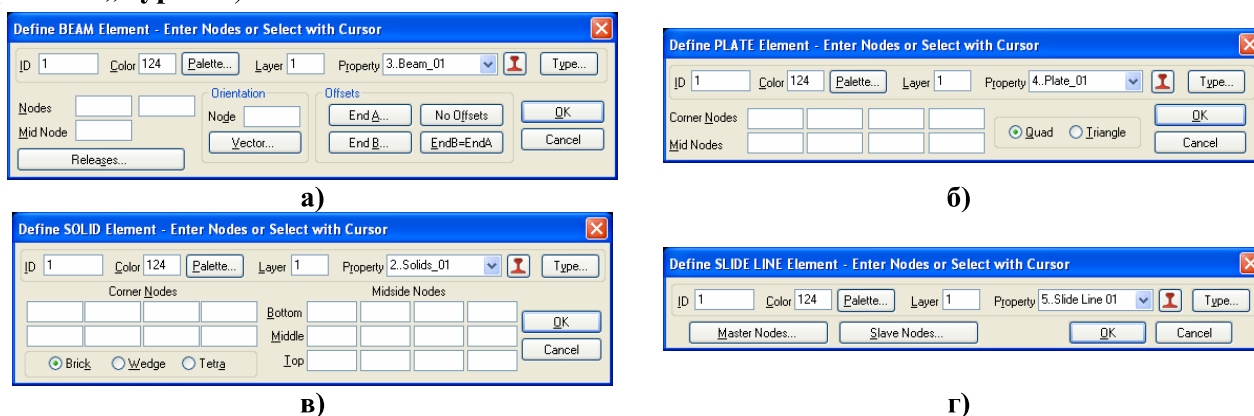 Define BEAM Element - Enter Nodes or Select with Cursor
ID 1 Color 124 Palette... Layer 1 Property 3..Beam_01 Type...
Orientation Offsets
Nodes Node End A... No Offsets OK
Mid Node Vector... End B... EndB=EndA Cancel
Releases...
а)
Define PLATE Element - Enter Nodes or Select with Cursor
ID 1 Color 124 Palette... Layer 1 Property 4..Plate_01 Type...
Corner Nodes Quad Triangle OK
Mid Nodes Cancel
б)
Define SOLID Element - Enter Nodes or Select with Cursor
ID 1 Color 124 Palette... Layer 1 Property 2..Solids_01 Type...
Corner Nodes Midside Nodes
Bottom OK
Middle
Brick Wedge Tetra Top Cancel
в)
Define SLIDE LINE Element - Enter Nodes or Select with Cursor
ID 1 Color 124 Palette... Layer 1 Property 5..Slide Line 01 Type...
Master Nodes... Slave Nodes... OK Cancel
г)